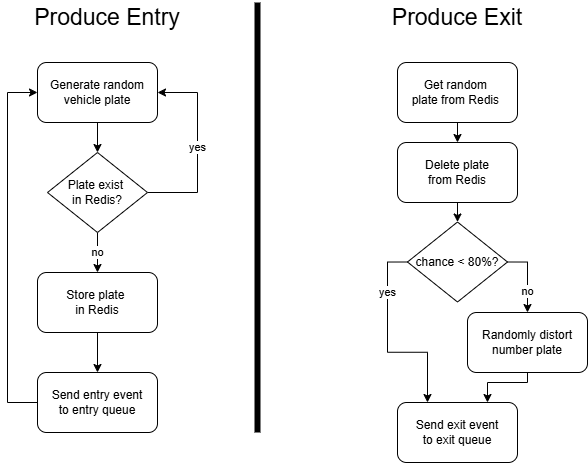 Produce Entry
Generate random
vehicle plate
Plate exist
in Redis?
yes
no
Store plate
in Redis
Send entry event
to entry queue
Produce Exit
Get random
plate from Redis
Delete plate
from Redis
chance < 80%?
yes
no
Randomly distort
number plate
Send exit event
to exit queue